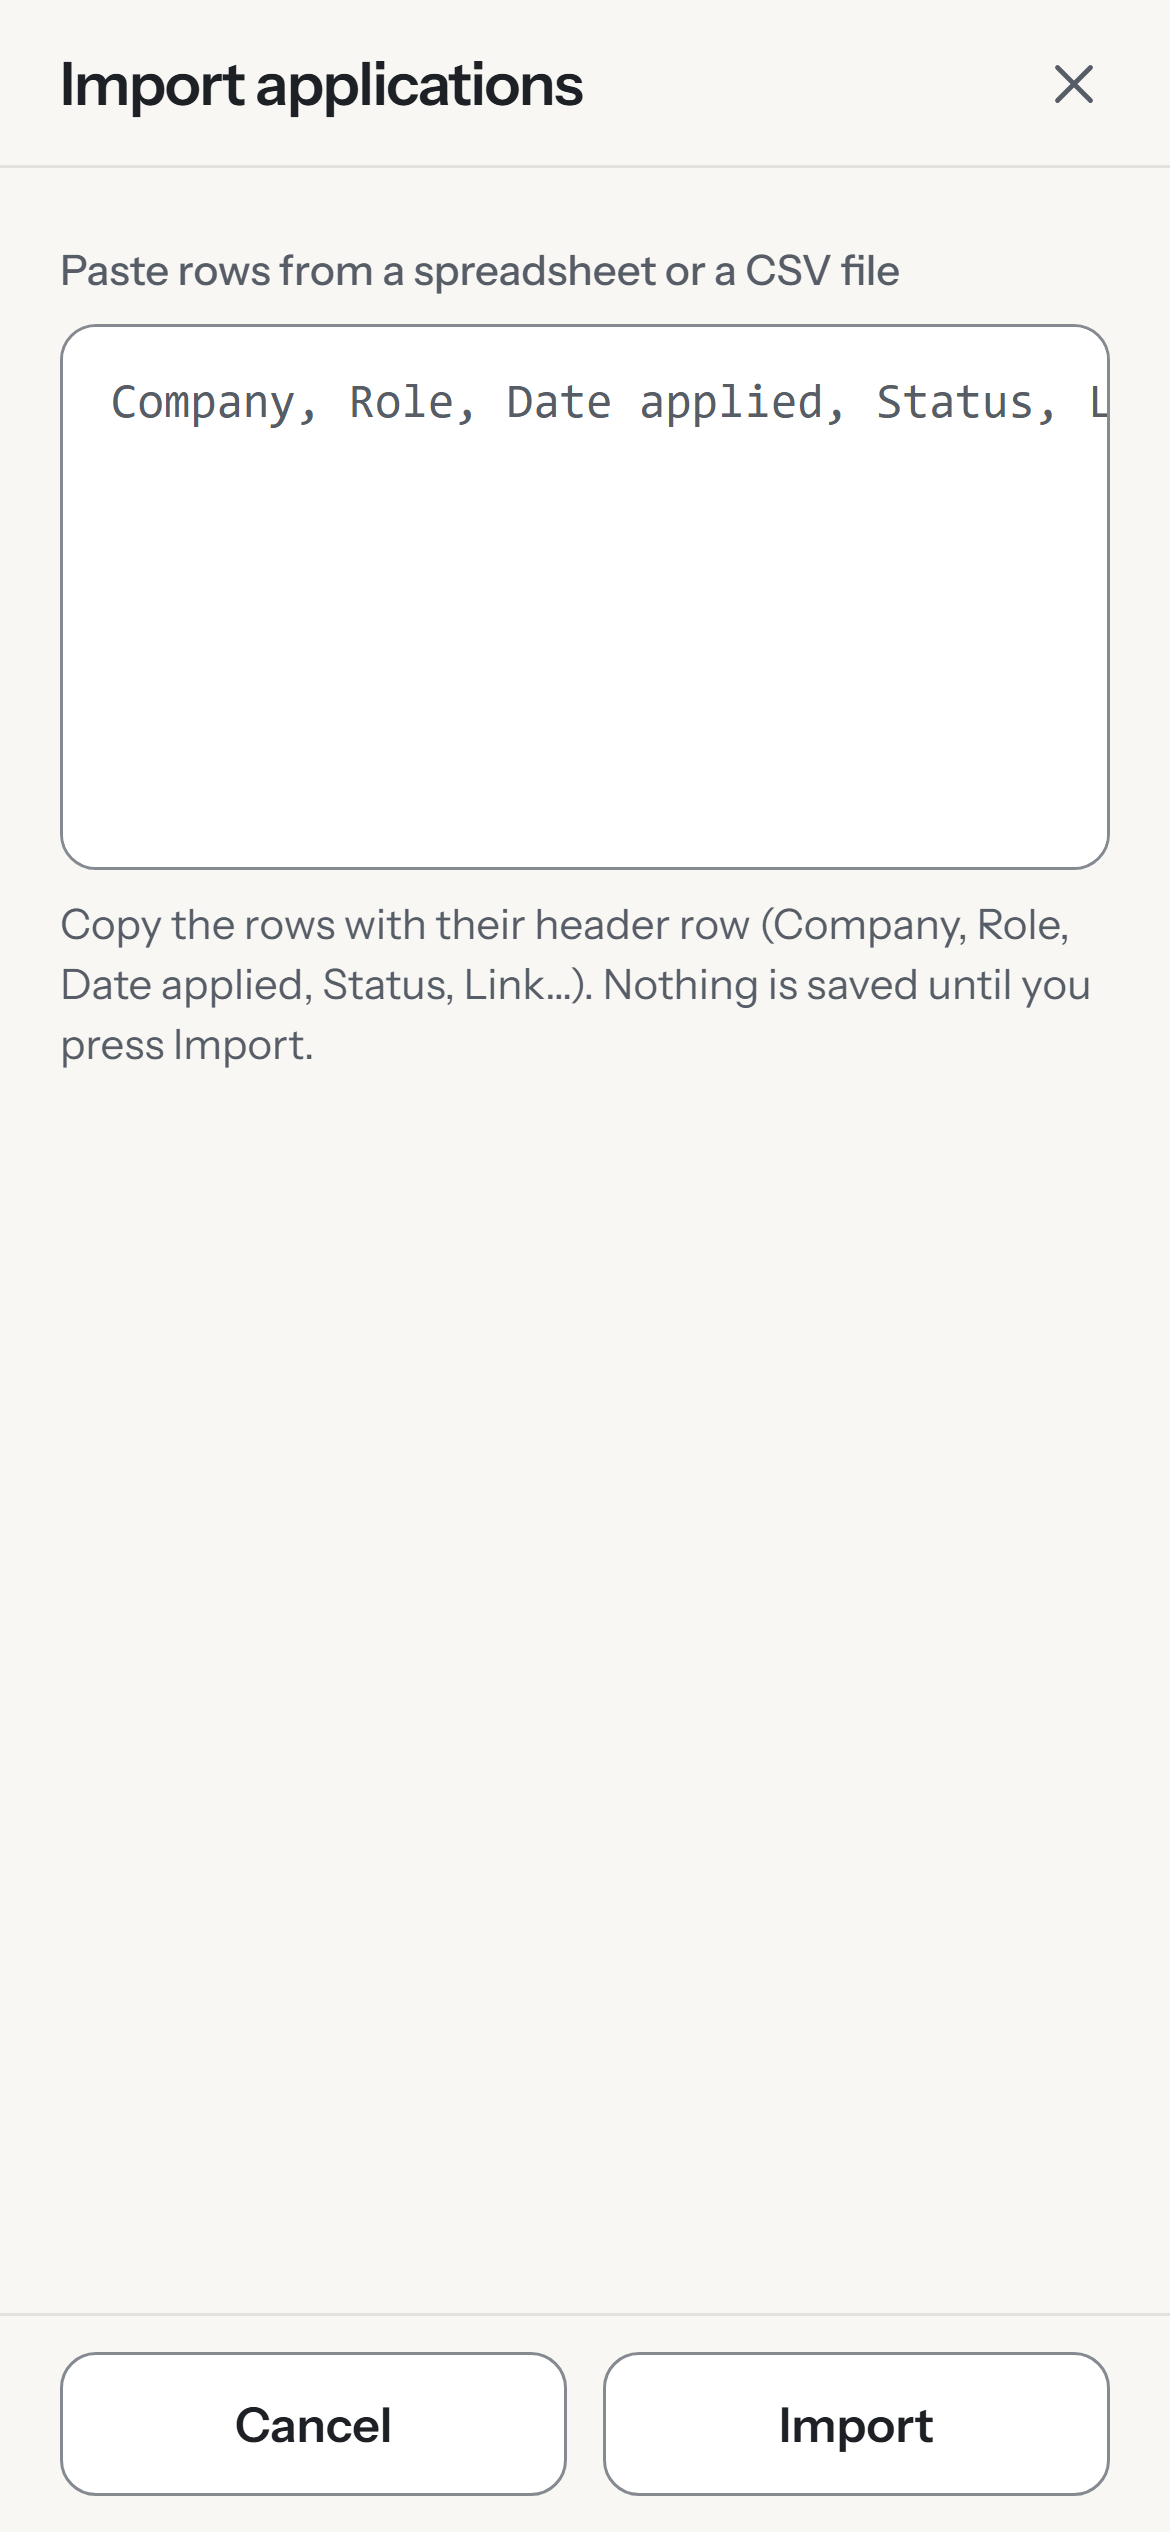 Import applications
Paste rows from a spreadsheet or a CSV file
Company, Role, Date applied, Status, L
Copy the rows with their header row (Company, Role,
Date applied, Status, Link...). Nothing is saved until you
press Import.
Cancel
Import